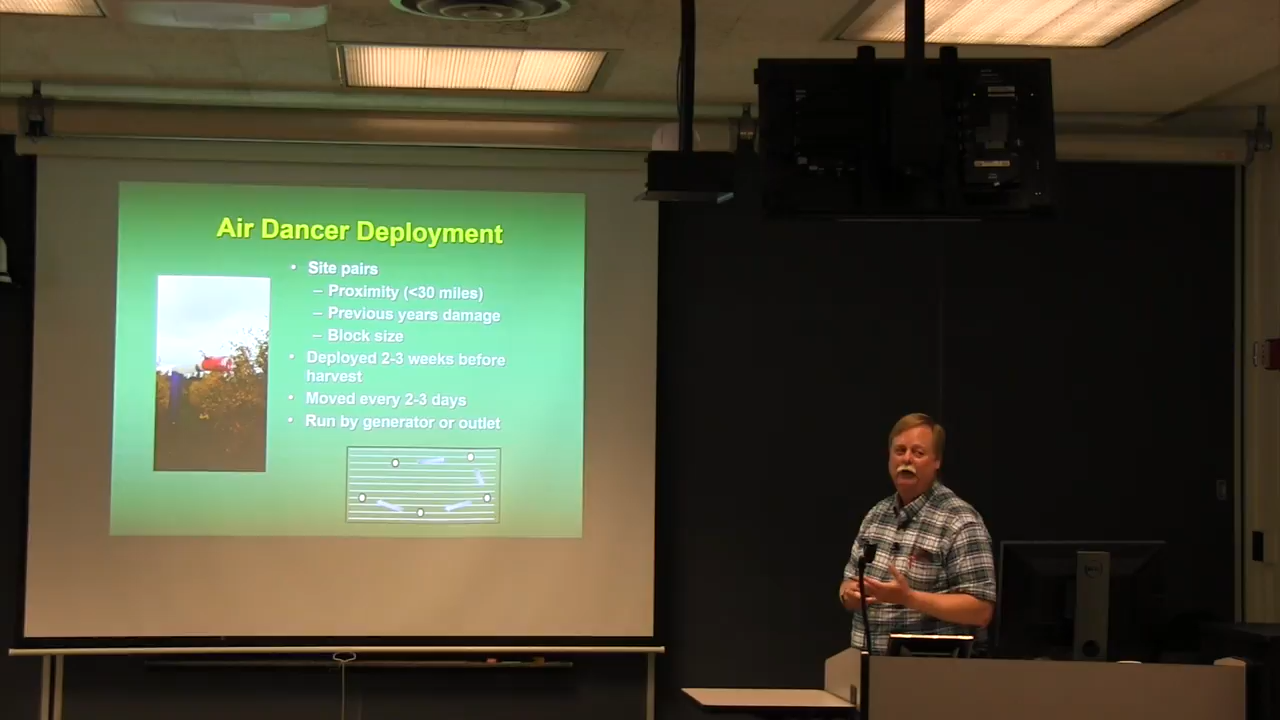 Air Dancer Deployment
• Site pairs
– Proximity (<30 miles)
– Previous years damage
– Block size
• Deployed 2-3 weeks before
harvest
• Moved every 2-3 days
• Run by generator or outlet
DELL